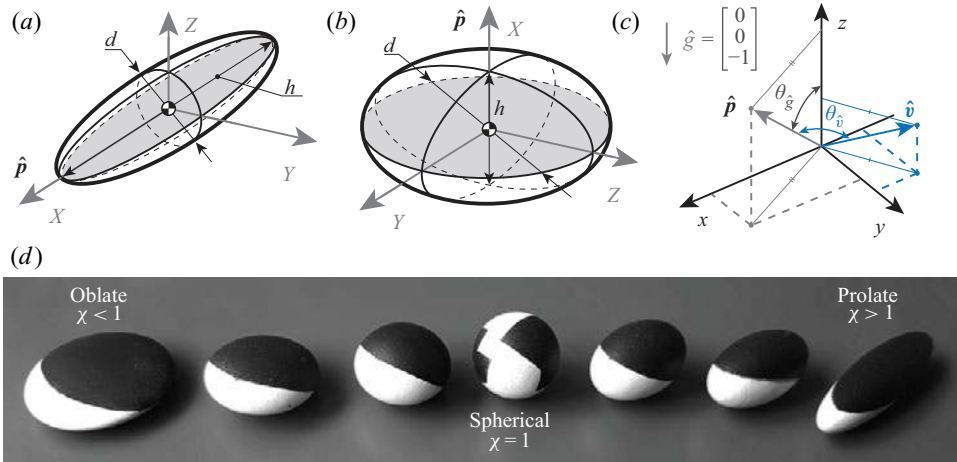 (a)
d
Z
h
p̂
X
Y
(b)
p̂
d
X
h
Y
Z
(c)
ĝ = [0 0 −1]
z
θĝ
p̂
θv̂
v̂
x
y
(d)
Oblate
χ < 1
Spherical
χ = 1
Prolate
χ > 1